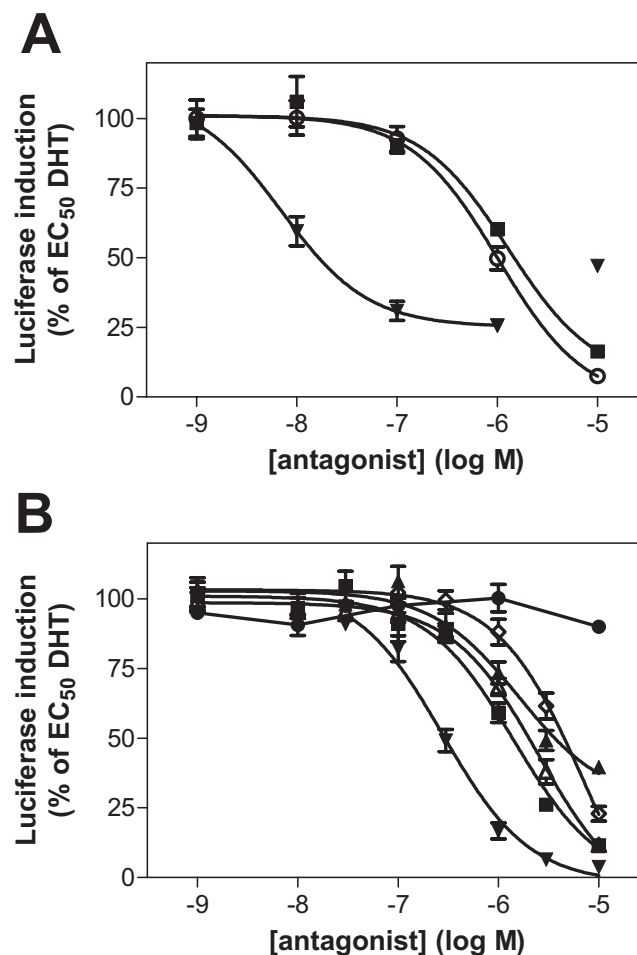 A
Luciferase induction
(% of EC50 DHT)
100
75
50
25
0
-9
-8
-7
-6
-5
[antagonist] (log M)
B
Luciferase induction
(% of EC50 DHT)
100
75
50
25
0
-9
-8
-7
-6
-5
[antagonist] (log M)